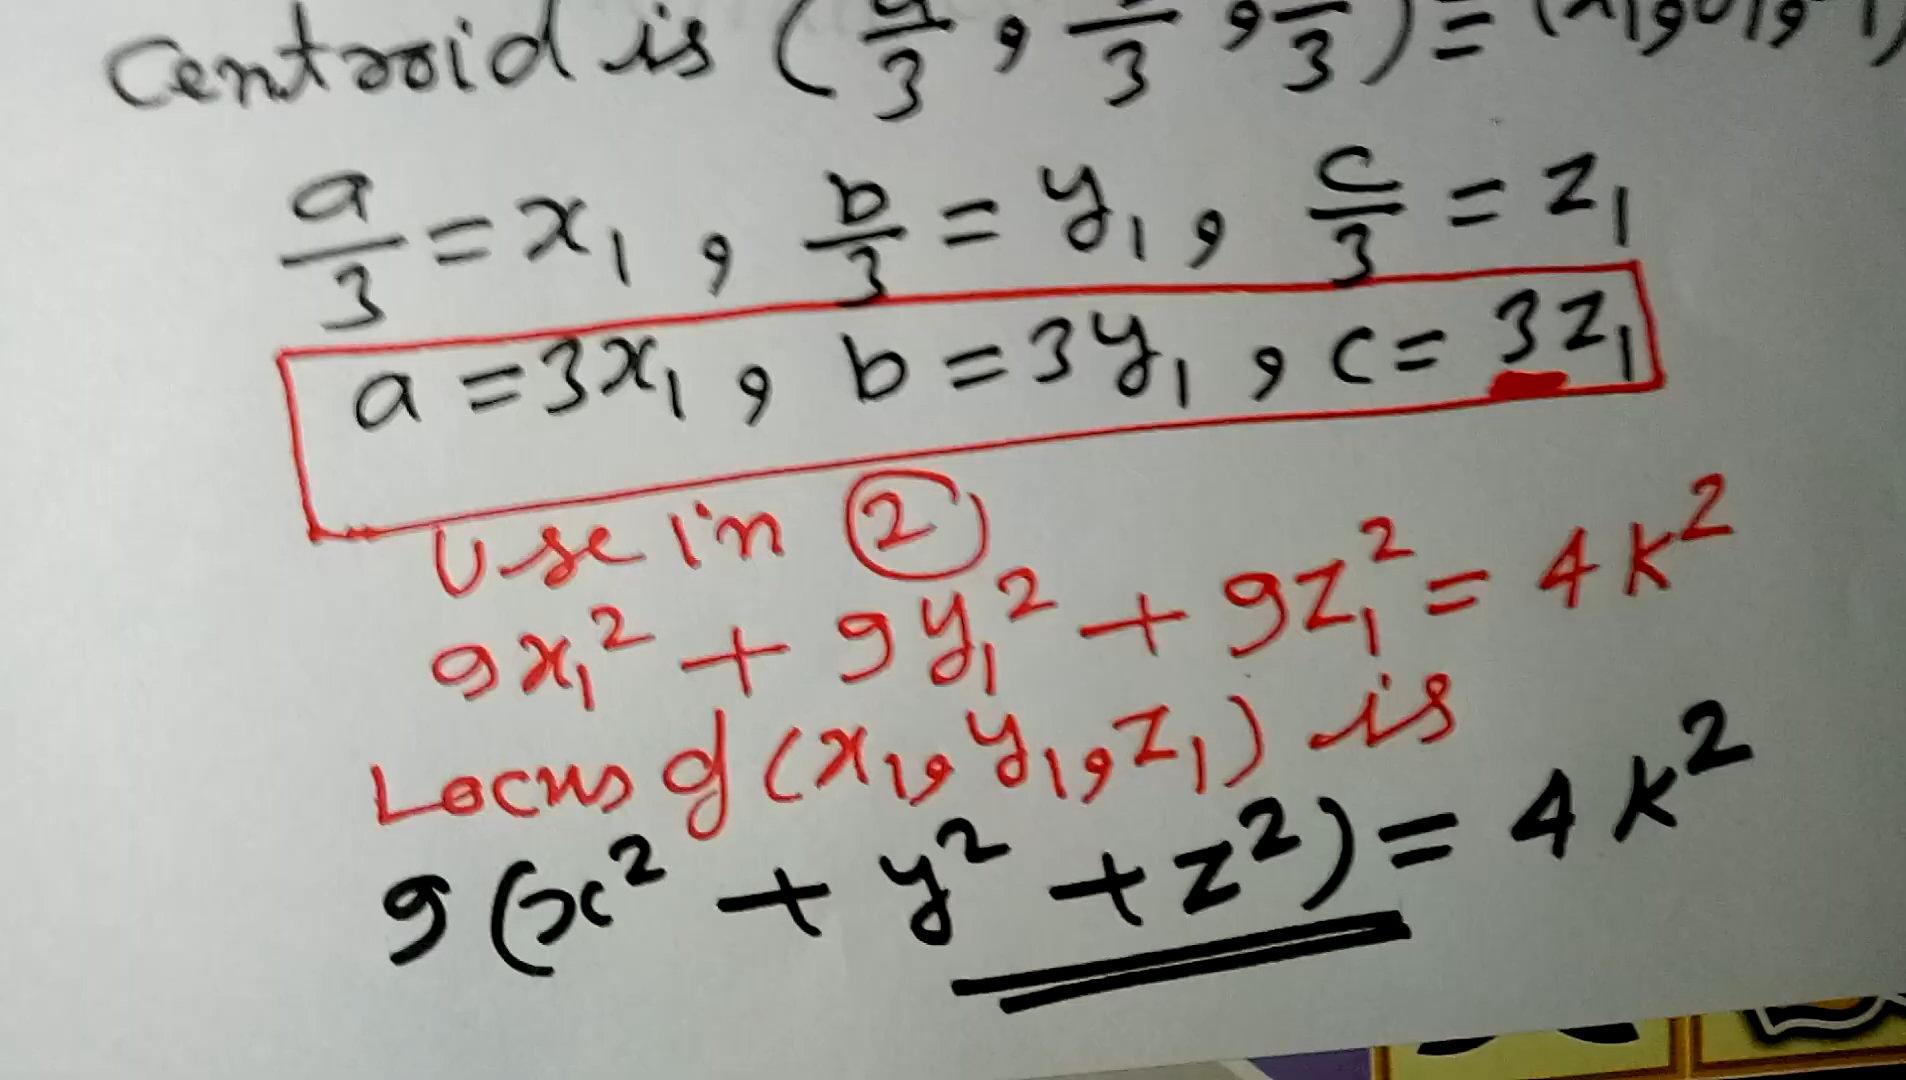 Centroid is ( /3, /3, /3) =
a/3 = x₁, b/3 = y₁, c/3 = z₁
a = 3x₁, b = 3y₁, c = 3z₁
Use in ②
9x₁² + 9y₁² + 9z₁² = 4k²
Locus of (x₁, y₁, z₁) is
9(x² + y² + z²) = 4k²